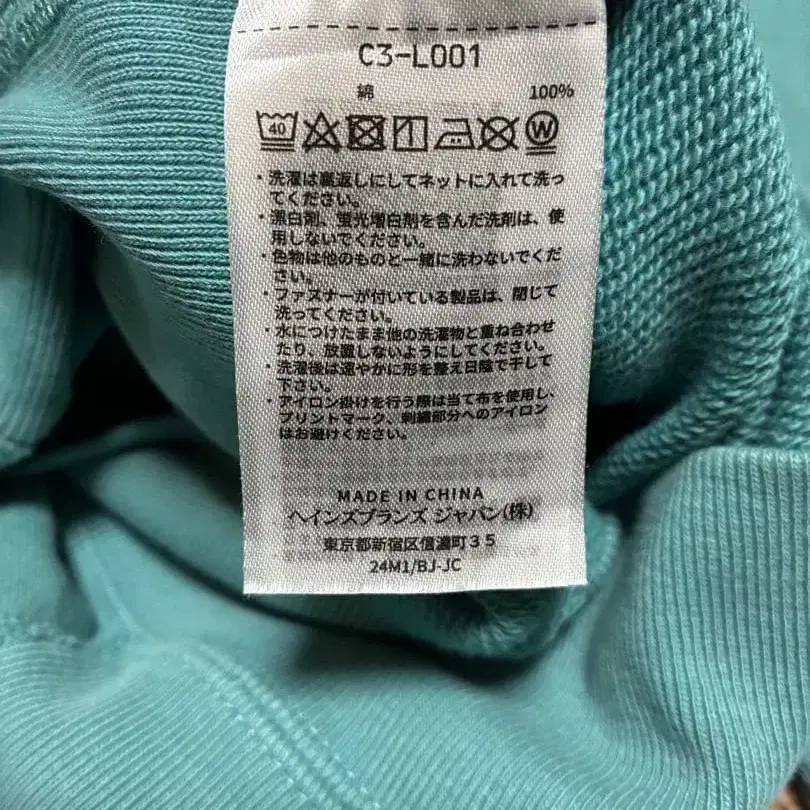 C3-L001
綿 100%
40
W
・洗濯は裏返しにしてネットに入れて洗っ
てください。
・漂白剤、蛍光増白剤を含んだ洗剤は、使
用しないでください。
・色物は他のものと一緒に洗わないでくだ
さい。
・ファスナーが付いている製品は、閉じて
洗ってください。
・水につけたまま他の洗濯物と重ね合わせ
たり、放置しないようにしてください。
・洗濯後は速やかに形を整え日陰で干して
下さい。
・アイロン掛けを行う際は当て布を使用し、
プリントマーク、刺繍部分へのアイロン
はお避けください。
MADE IN CHINA
ヘインズブランズ ジャパン(株)
東京都新宿区信濃町35
24M1/BJ-JC